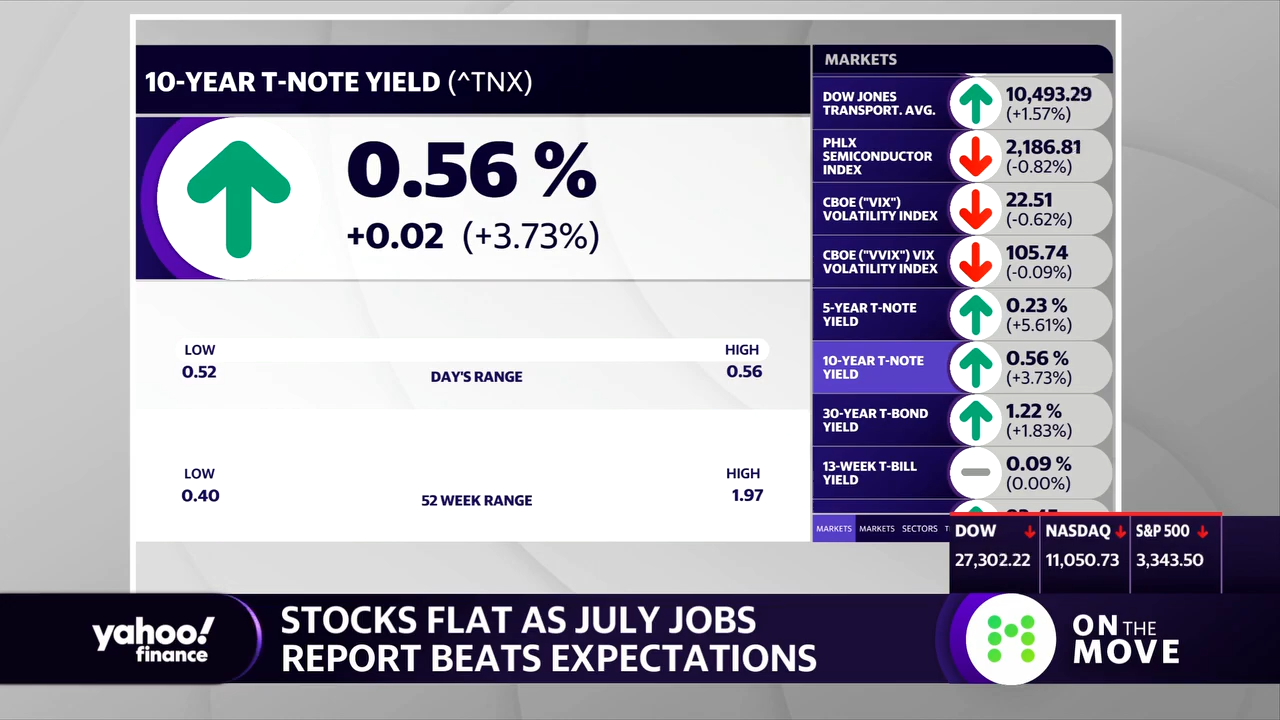 10-YEAR T-NOTE YIELD (^TNX)
0.56 %
+0.02 (+3.73%)
LOW
HIGH
0.52
DAY'S RANGE
0.56
LOW
HIGH
0.40
52 WEEK RANGE
1.97
MARKETS
DOW JONES
TRANSPORT. AVG.
10,493.29
(+1.57%)
PHLX
SEMICONDUCTOR
INDEX
2,186.81
(-0.82%)
CBOE ("VIX")
VOLATILITY INDEX
22.51
(-0.62%)
CBOE ("VVIX") VIX
VOLATILITY INDEX
105.74
(-0.09%)
5-YEAR T-NOTE
YIELD
0.23 %
(+5.61%)
10-YEAR T-NOTE
YIELD
0.56 %
(+3.73%)
30-YEAR T-BOND
YIELD
1.22 %
(+1.83%)
13-WEEK T-BILL
YIELD
0.09 %
(0.00%)
MARKETS MARKETS SECTORS
DOW NASDAQ S&P 500
27,302.22 11,050.73 3,343.50
yahoo!
finance
STOCKS FLAT AS JULY JOBS
REPORT BEATS EXPECTATIONS
ON THE
MOVE